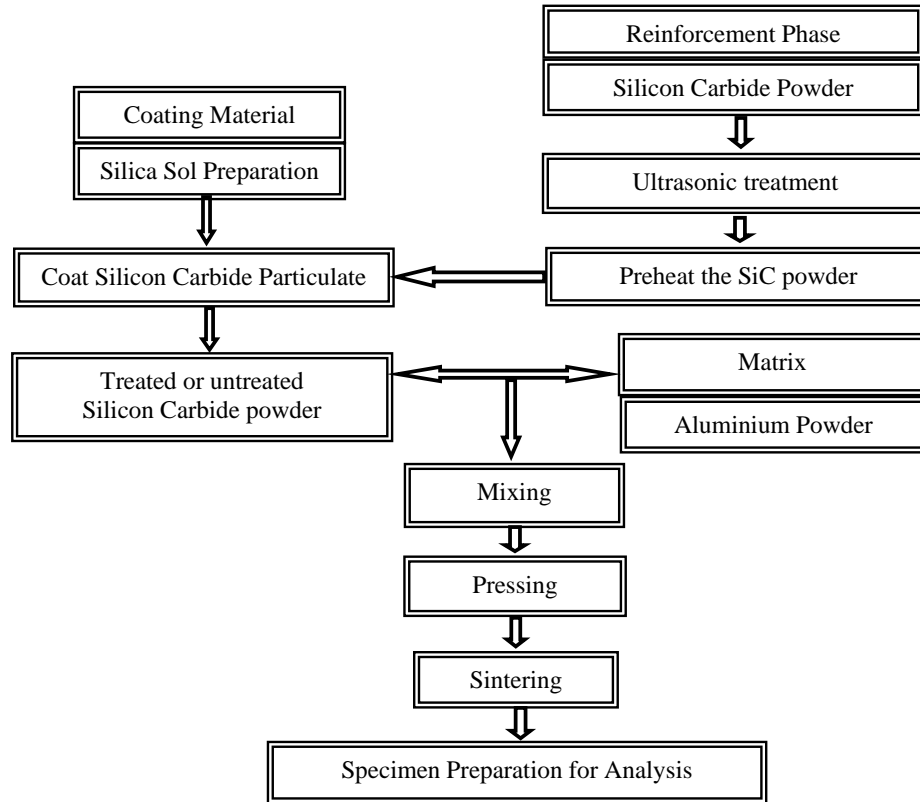 Reinforcement Phase
Silicon Carbide Powder
Coating Material
Silica Sol Preparation
Ultrasonic treatment
Coat Silicon Carbide Particulate
Preheat the SiC powder
Treated or untreated
Silicon Carbide powder
Matrix
Aluminium Powder
Mixing
Pressing
Sintering
Specimen Preparation for Analysis